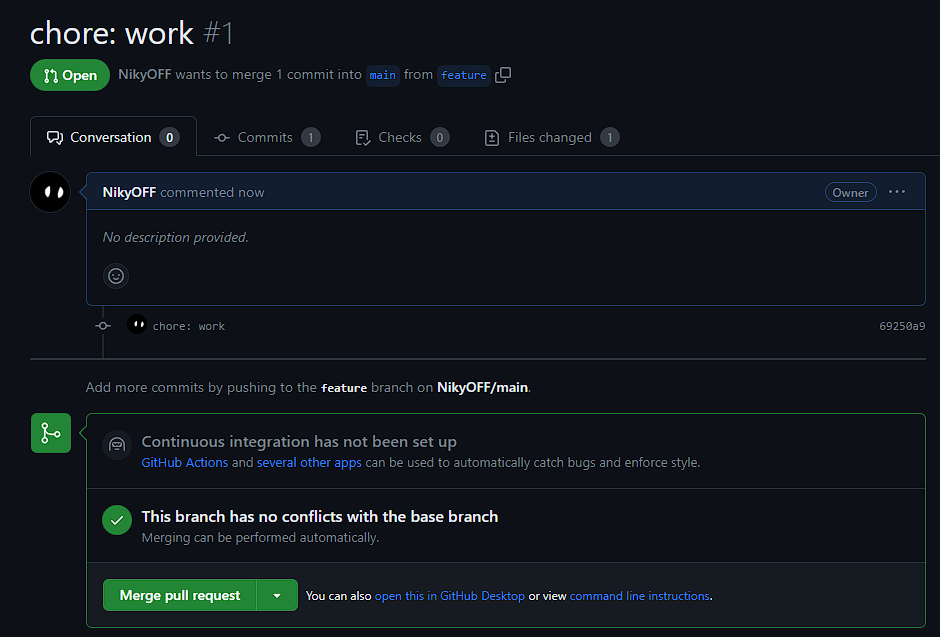 chore: work #1
Open NikyOFF wants to merge 1 commit into main from feature
Conversation 0 Commits 1 Checks 0 Files changed 1
NikyOFF commented now Owner
No description provided.
chore: work 69250a9
Add more commits by pushing to the feature branch on NikyOFF/main.
Continuous integration has not been set up
GitHub Actions and several other apps can be used to automatically catch bugs and enforce style.
This branch has no conflicts with the base branch
Merging can be performed automatically.
Merge pull request You can also open this in GitHub Desktop or view command line instructions.